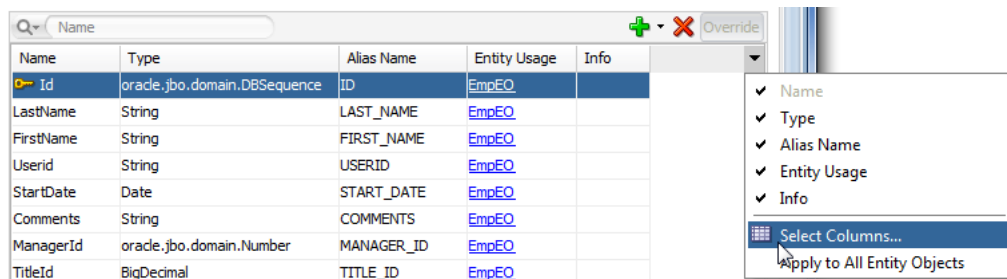 Name
Override
Name Type Alias Name Entity Usage Info
Id oracle.jbo.domain.DBSequence ID EmpEO
LastName String LAST_NAME EmpEO
FirstName String FIRST_NAME EmpEO
Userid String USERID EmpEO
StartDate Date START_DATE EmpEO
Comments String COMMENTS EmpEO
ManagerId oracle.jbo.domain.Number MANAGER_ID EmpEO
TitleId BigDecimal TITLE_ID EmpEO
Name
Type
Alias Name
Entity Usage
Info
Select Columns...
Apply to All Entity Objects